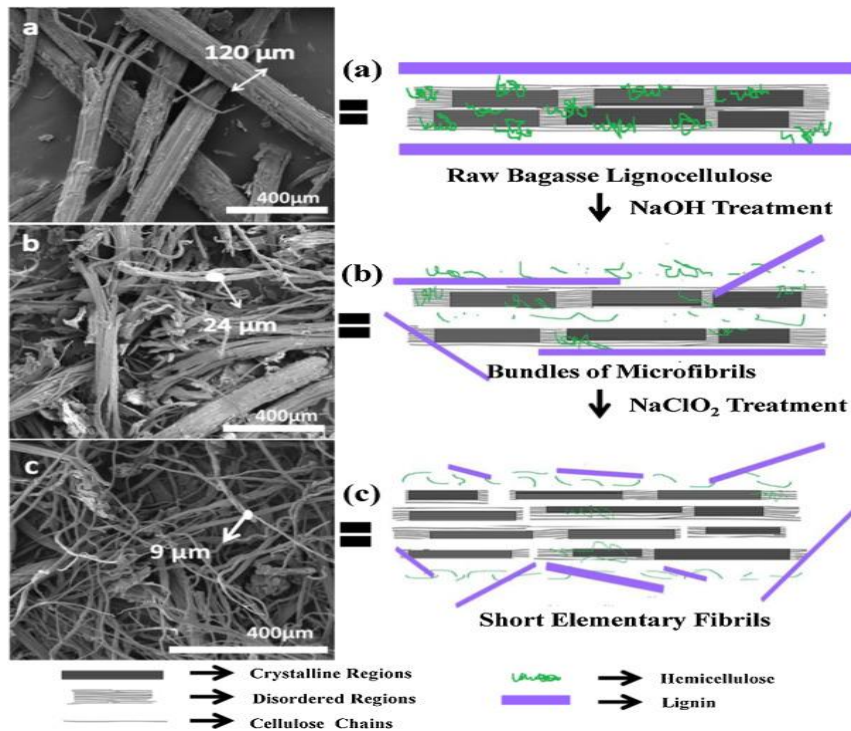 a
120 μm
400μm
(a)
Raw Bagasse Lignocellulose
NaOH Treatment
b
24 μm
400μm
(b)
Bundles of Microfibrils
NaClO₂ Treatment
c
9 μm
400μm
(c)
Short Elementary Fibrils
Crystalline Regions
Disordered Regions
Cellulose Chains
Hemicellulose
Lignin